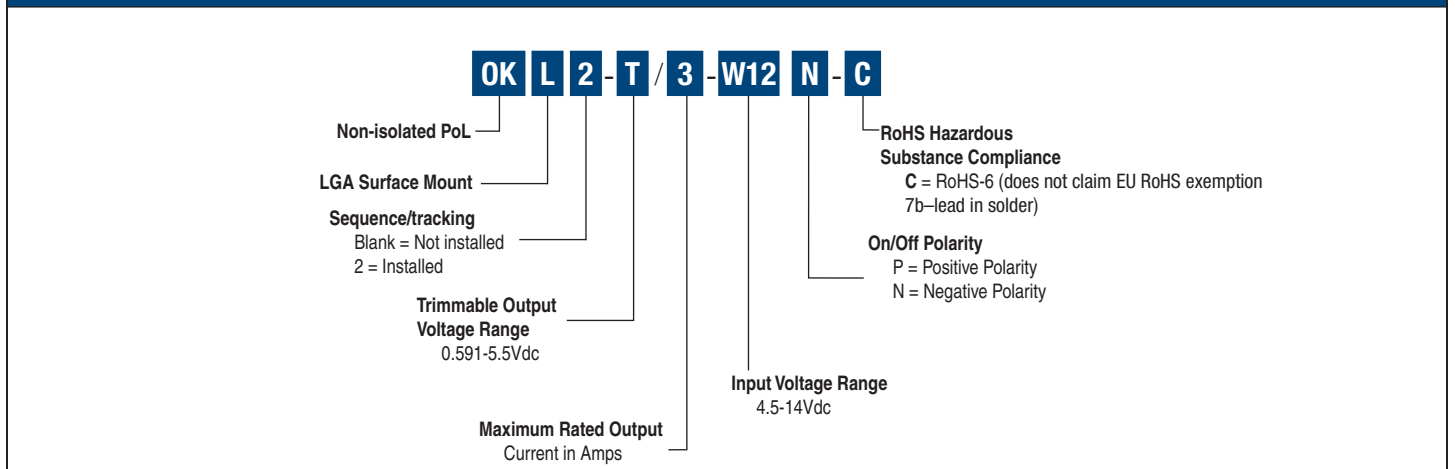 OK L 2 - T / 3 - W12 N - C
Non-isolated PoL
LGA Surface Mount
Sequence/tracking
Blank = Not installed
2 = Installed
Trimmable Output
Voltage Range
0.591-5.5Vdc
Maximum Rated Output
Current in Amps
Input Voltage Range
4.5-14Vdc
On/Off Polarity
P = Positive Polarity
N = Negative Polarity
RoHS Hazardous
Substance Compliance
C = RoHS-6 (does not claim EU RoHS exemption
7b–lead in solder)